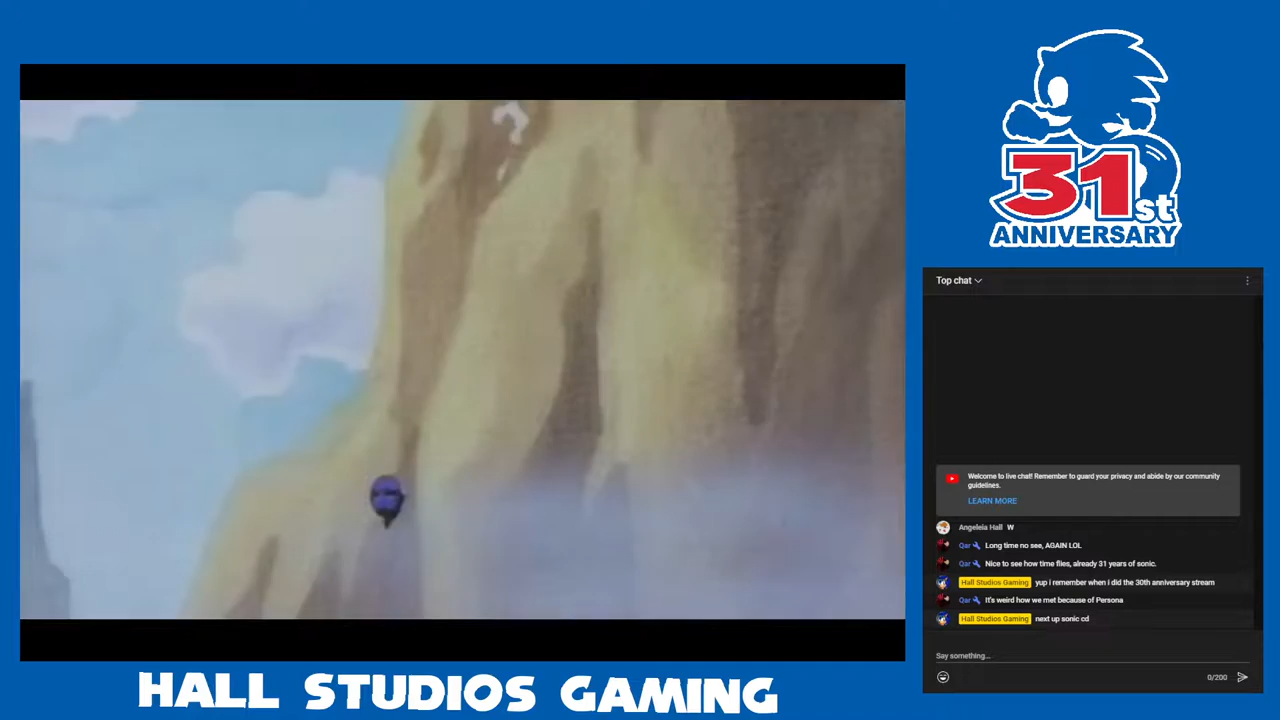 31st
ANNIVERSARY
Top chat
Welcome to live chat! Remember to guard your privacy and abide by our community
guidelines.
LEARN MORE
Angeleia Hall W
Qar Long time no see, AGAIN LOL
Qar Nice to see how time flies, already 31 years of sonic.
Hall Studios Gaming yup i remember when i did the 30th anniversary stream
Qar It's weird how we met because of Persona
Hall Studios Gaming next up sonic cd
Say something...
0/200
HALL STUDIOS GAMING